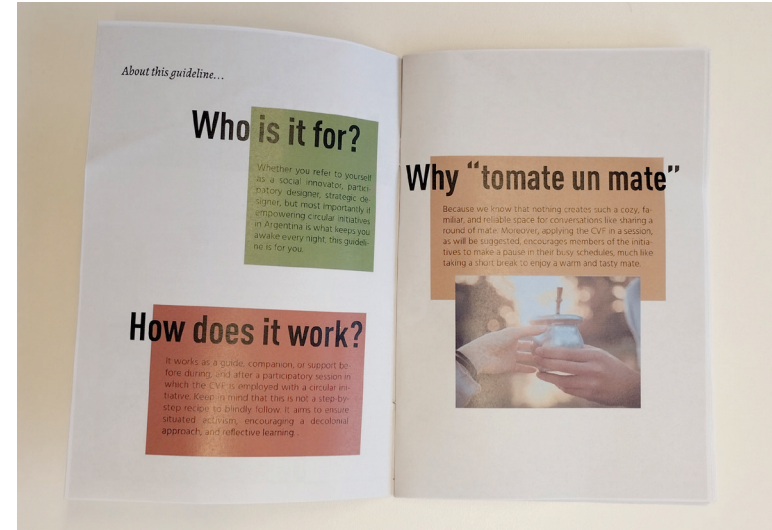 About this guideline...
Who is it for?
Whether you refer to yourself
as a social innovator, partici-
patory designer, strategic de-
signer, but most importantly if
empowering circular initiatives
in Argentina is what keeps you
awake every night, this guideli-
ne is for you.
How does it work?
It works as a guide, companion, or support be-
fore during, and after a participatory session in
which the CVF is employed with a circular ini-
tiative. Keep in mind that this is not a step-by-
step recipe to blindly follow. It aims to ensure
situated activism, encouraging a decolonial
approach, and reflective learning.
Why “tomate un mate”
Because we know that nothing creates such a cozy, fa-
miliar, and reliable space for conversations like sharing a
round of mate. Moreover, applying the CVF in a session,
as will be suggested, encourages members of the initia-
tives to make a pause in their busy schedules, much like
taking a short break to enjoy a warm and tasty mate.